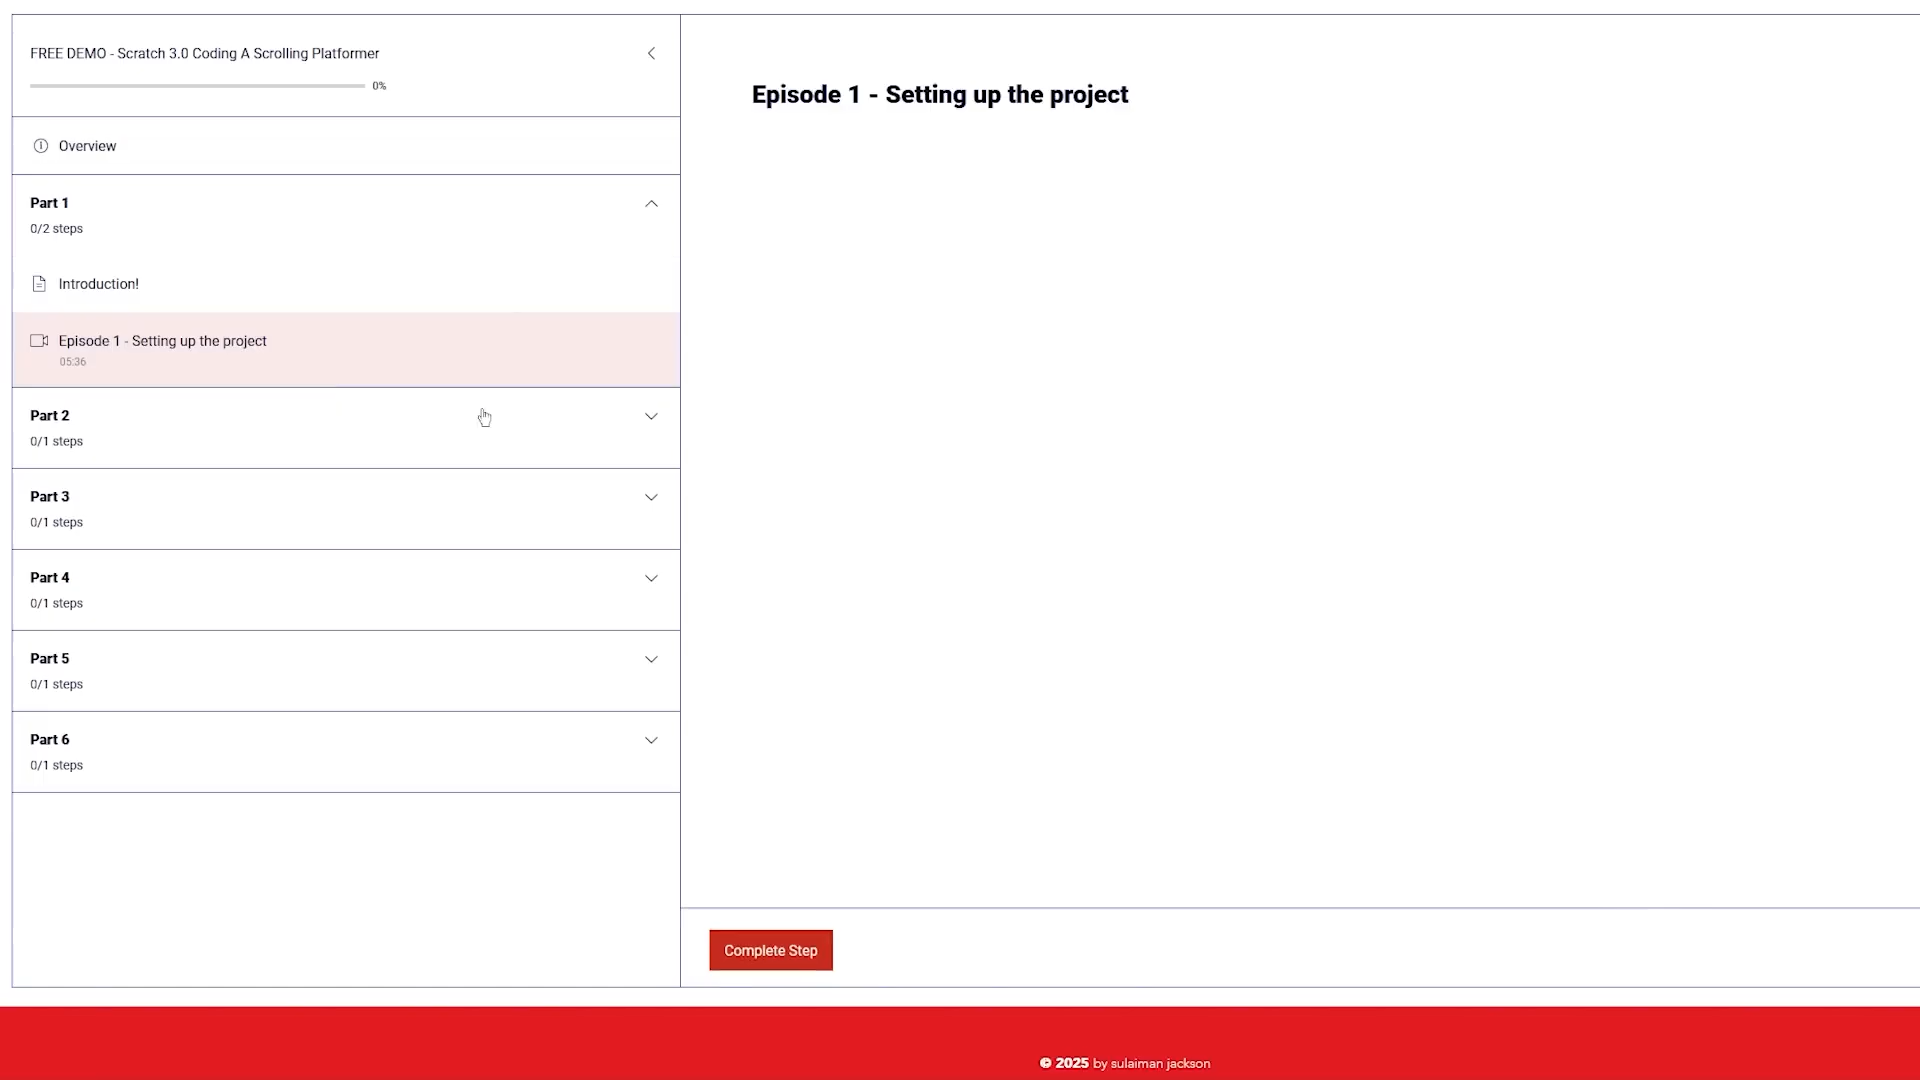 FREE DEMO - Scratch 3.0 Coding A Scrolling Platformer
0%
Overview
Part 1
0/2 steps
Introduction!
Episode 1 - Setting up the project
05:36
Part 2
0/1 steps
Part 3
0/1 steps
Part 4
0/1 steps
Part 5
0/1 steps
Part 6
0/1 steps
Episode 1 - Setting up the project
Complete Step
© 2025 by sulaiman jackson